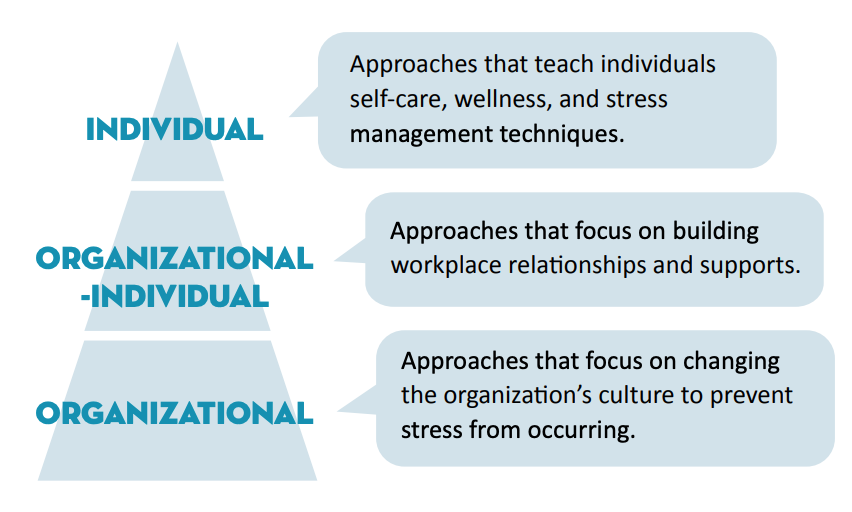 INDIVIDUAL
Approaches that teach individuals
self-care, wellness, and stress
management techniques.
ORGANIZATIONAL
-INDIVIDUAL
Approaches that focus on building
workplace relationships and supports.
ORGANIZATIONAL
Approaches that focus on changing
the organization’s culture to prevent
stress from occurring.